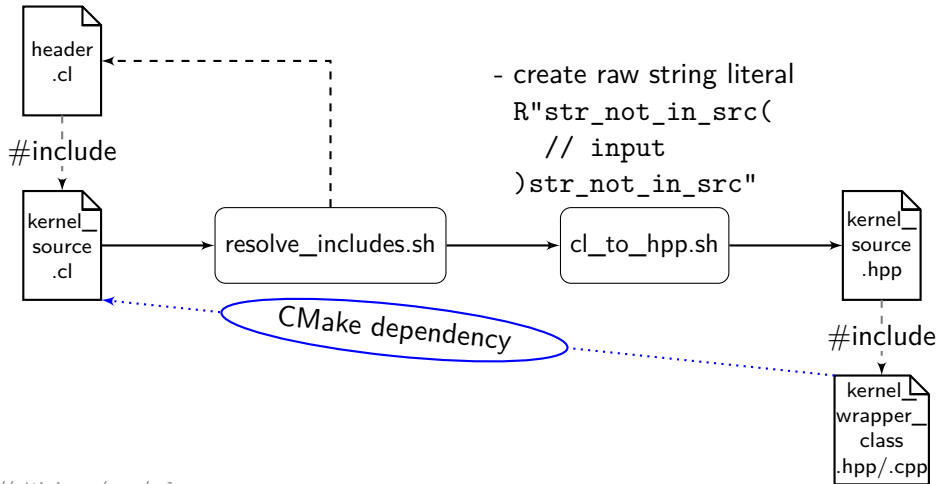 header
.cl
#include
- create raw string literal
R"str_not_in_src(
// input
)str_not_in_src"
kernel_
source
.cl
resolve_includes.sh
cl_to_hpp.sh
kernel_
source
.hpp
CMake dependency
#include
kernel_
wrapper_
class
.hpp/.cpp